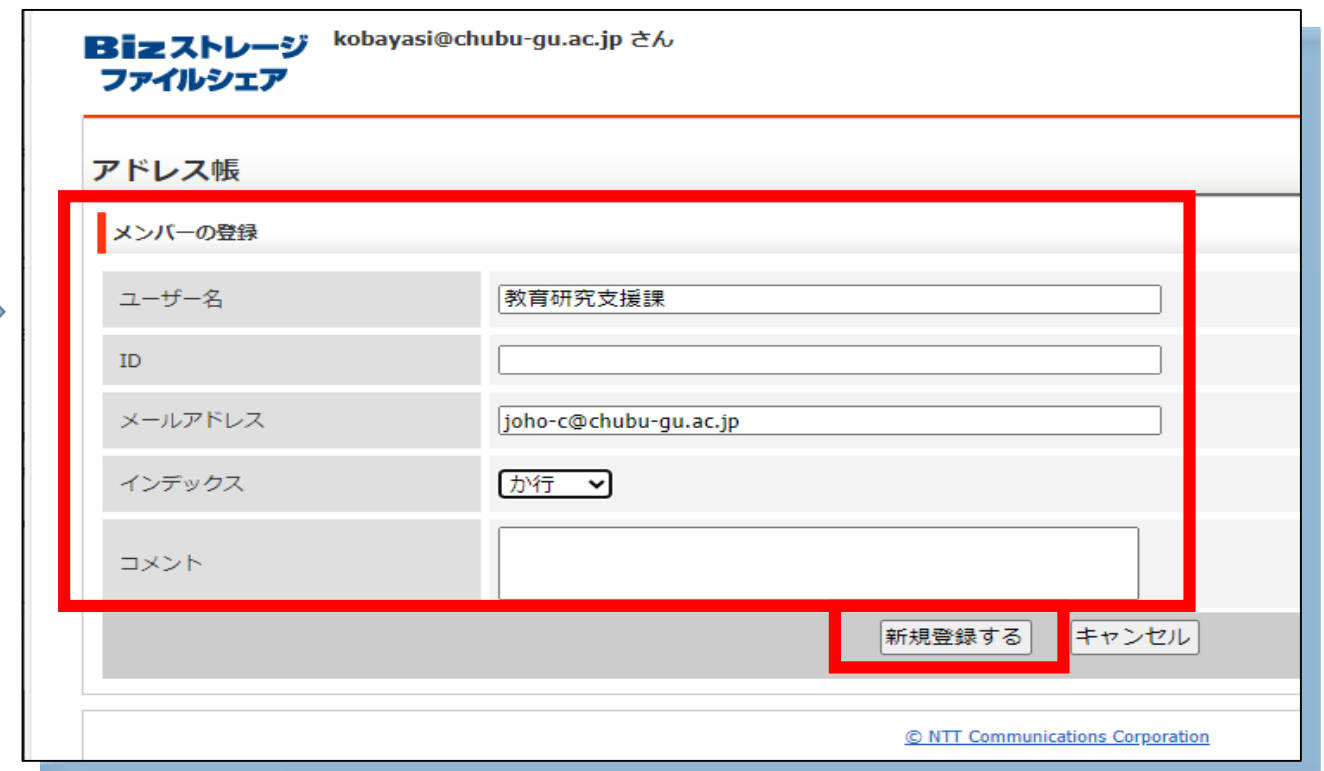 Bizストレージ
ファイルシェア
kobayasi@chubu-gu.ac.jp さん
アドレス帳
メンバーの登録
ユーザー名 教育研究支援課
ID
メールアドレス joho-c@chubu-gu.ac.jp
インデックス か行
コメント
新規登録する キャンセル
© NTT Communications Corporation